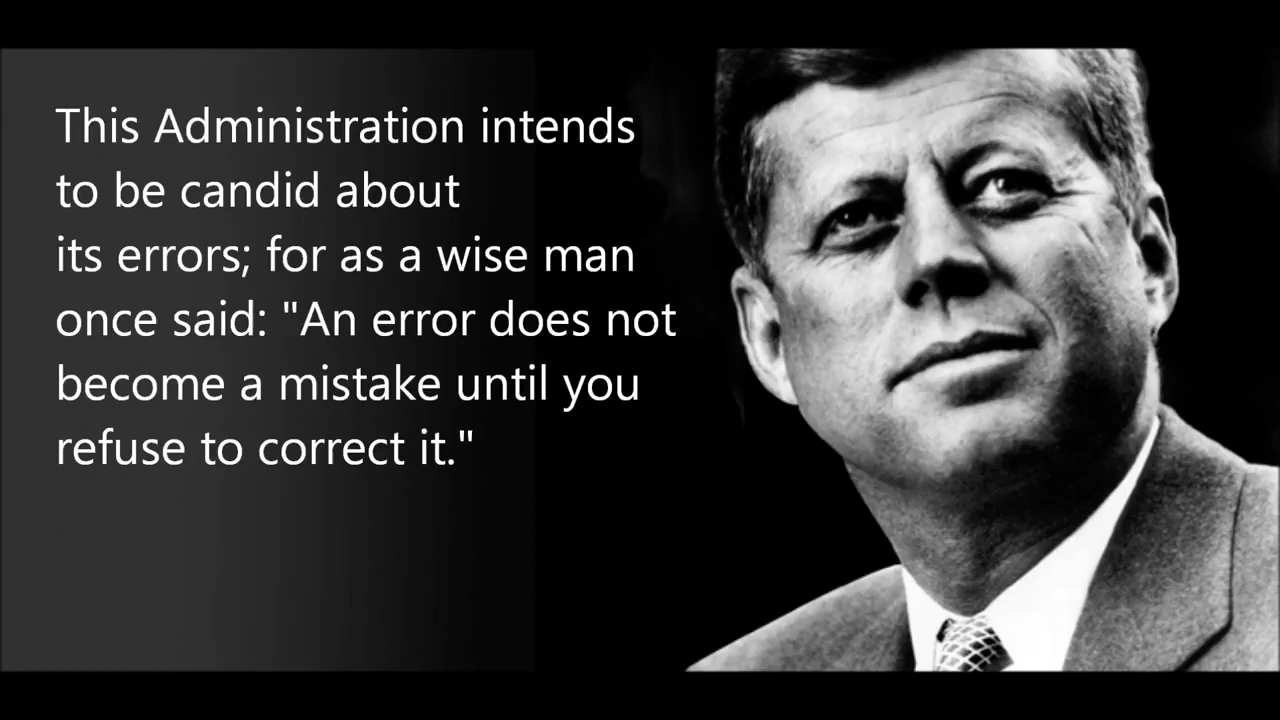 This Administration intends
to be candid about
its errors; for as a wise man
once said: "An error does not
become a mistake until you
refuse to correct it."